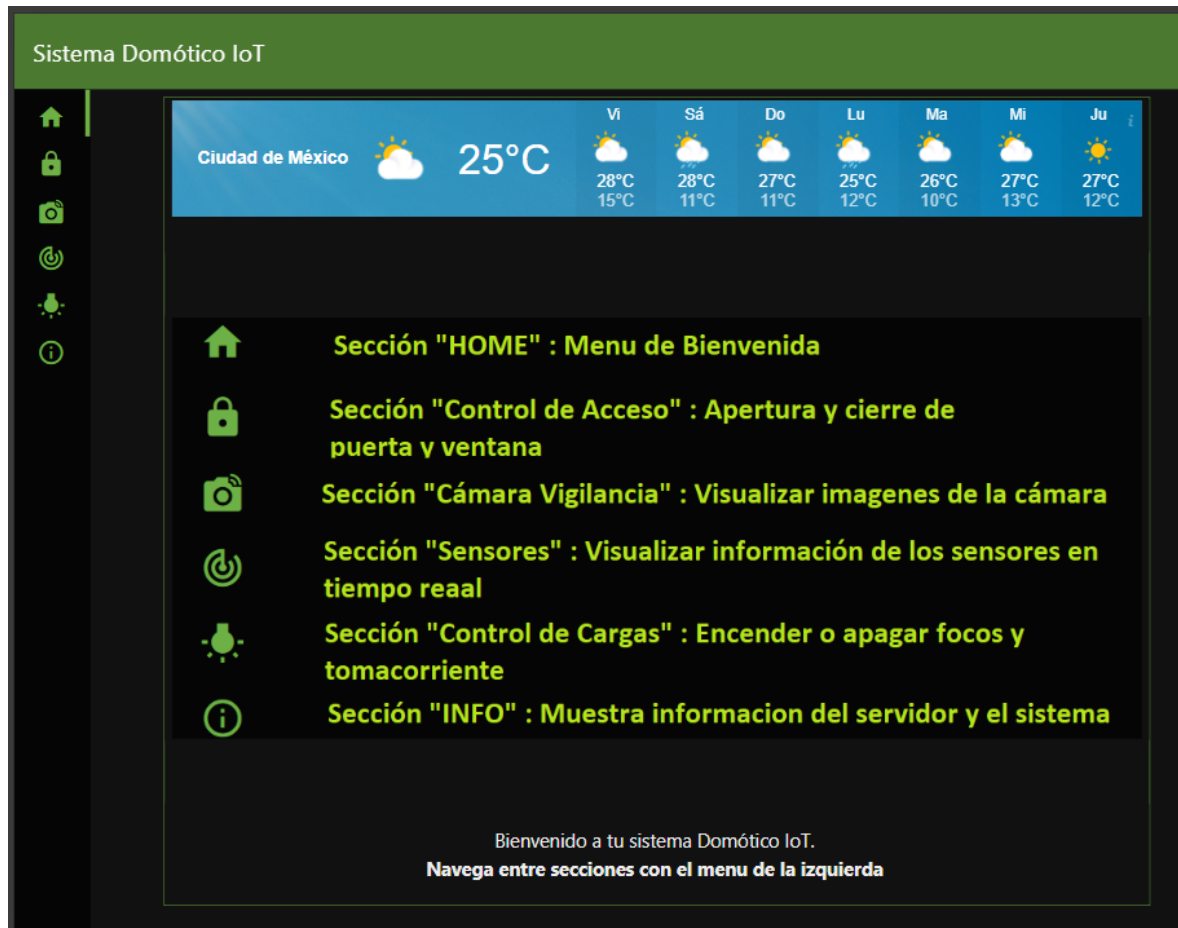 Sistema Domótico IoT
Ciudad de México 25°C
Vi Sá Do Lu Ma Mi Ju i
28°C 28°C 27°C 25°C 26°C 27°C 27°C
15°C 11°C 11°C 12°C 10°C 13°C 12°C
Sección "HOME" : Menu de Bienvenida
Sección "Control de Acceso" : Apertura y cierre de
puerta y ventana
Sección "Cámara Vigilancia" : Visualizar imagenes de la cámara
Sección "Sensores" : Visualizar información de los sensores en
tiempo reaal
Sección "Control de Cargas" : Encender o apagar focos y
tomacorriente
Sección "INFO" : Muestra informacion del servidor y el sistema
Bienvenido a tu sistema Domótico IoT.
Navega entre secciones con el menu de la izquierda